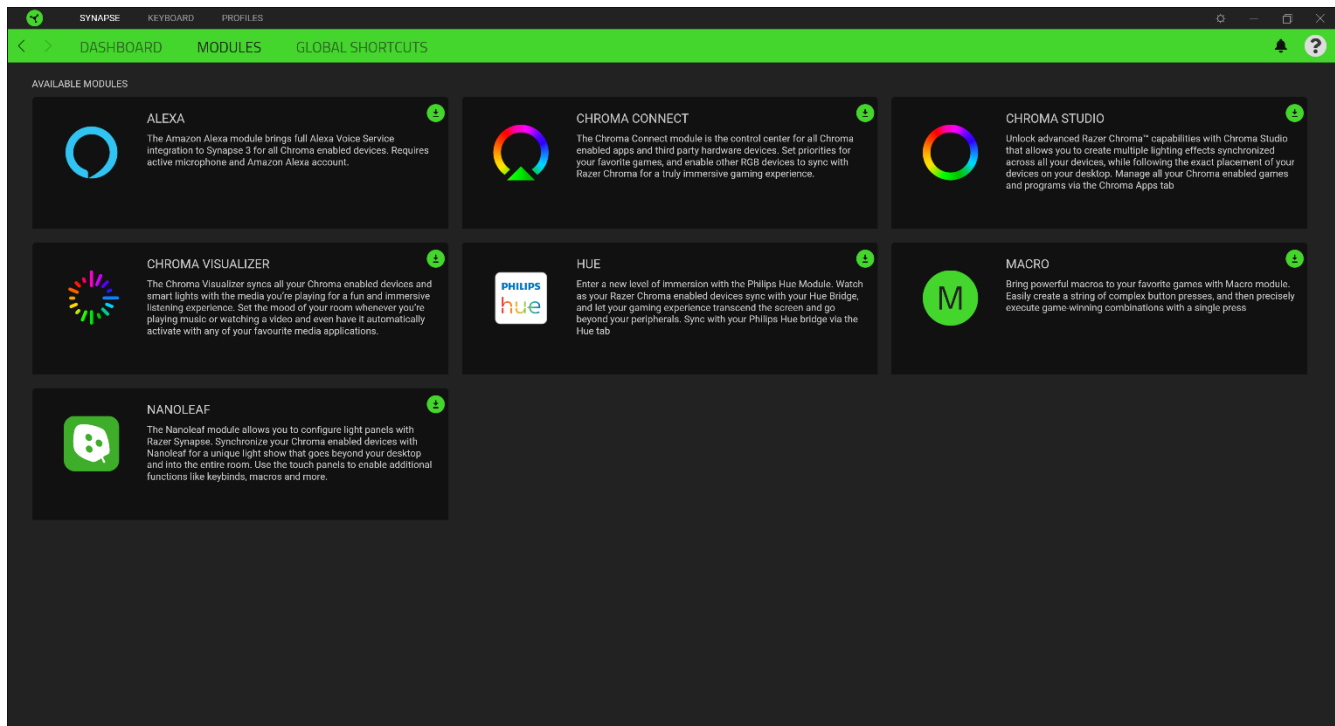 SYNAPSE KEYBOARD PROFILES
DASHBOARD MODULES GLOBAL SHORTCUTS
?
AVAILABLE MODULES
ALEXA
The Amazon Alexa module brings full Alexa Voice Service
integration to Synapse 3 for all Chroma enabled devices. Requires
active microphone and Amazon Alexa account.
CHROMA CONNECT
The Chroma Connect module is the control center for all Chroma
enabled apps and third party hardware devices. Set priorities for
your favorite games, and enable other RGB devices to sync with
Razer Chroma for a truly immersive gaming experience.
CHROMA STUDIO
Unlock advanced Razer Chroma™ capabilities with Chroma Studio
that allows you to create multiple lighting effects synchronized
across all your devices, while following the exact placement of your
devices on your desktop. Manage all your Chroma enabled games
and programs via the Chroma Apps tab
CHROMA VISUALIZER
The Chroma Visualizer syncs all your Chroma enabled devices and
smart lights with the media you're playing for a fun and immersive
listening experience. Set the mood of your room whenever you're
playing music or watching a video and even have it automatically
activate with any of your favourite media applications.
PHILIPS
hue
HUE
Enter a new level of immersion with the Philips Hue Module. Watch
as your Razer Chroma enabled devices sync with your Hue Bridge,
and let your gaming experience transcend the screen and go
beyond your peripherals. Sync with your Philips Hue bridge via the
Hue tab
M
MACRO
Bring powerful macros to your favorite games with Macro module.
Easily create a string of complex button presses, and then precisely
execute game-winning combinations with a single press
NANOLEAF
The Nanoleaf module allows you to configure light panels with
Razer Synapse. Synchronize your Chroma enabled devices with
Nanoleaf for a unique light show that goes beyond your desktop
and into the entire room. Use the touch panels to enable additional
functions like keybinds, macros and more.